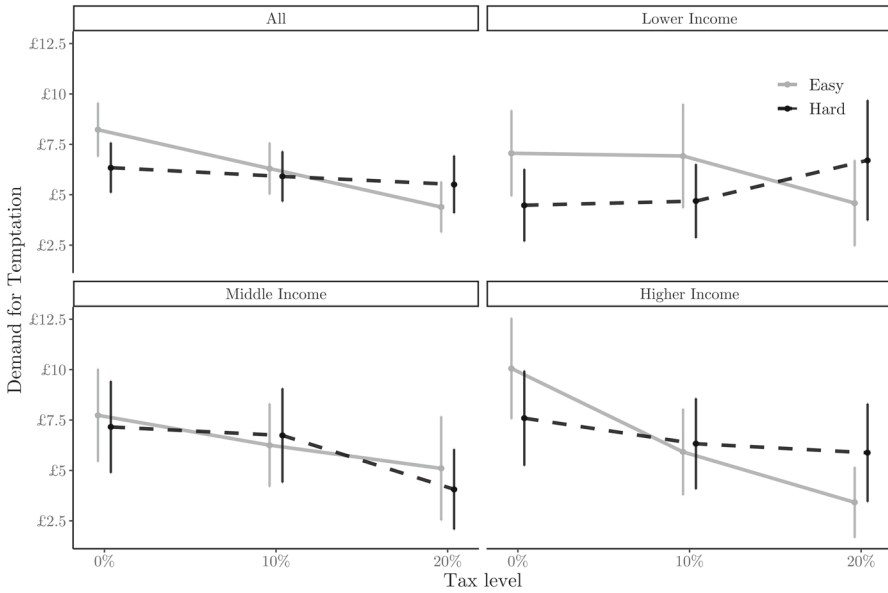 All
Lower Income
£12.5
£10
£7.5
£5
£2.5
Easy
Hard
Demand for Temptation
Middle Income
Higher Income
£12.5
£10
£7.5
£5
£2.5
0%
10%
20%
0%
10%
20%
Tax level